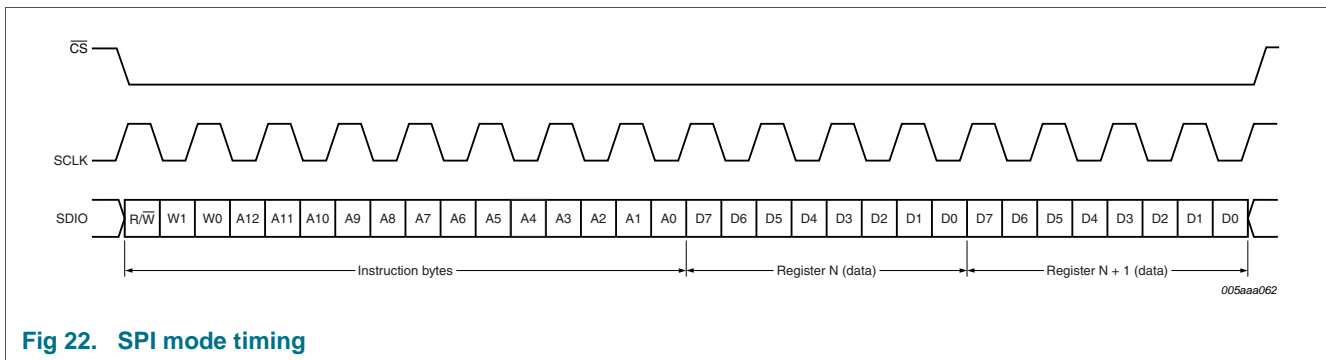 CS
SCLK
SDIO R/W W1 W0 A12 A11 A10 A9 A8 A7 A6 A5 A4 A3 A2 A1 A0 D7 D6 D5 D4 D3 D2 D1 D0 D7 D6 D5 D4 D3 D2 D1 D0
Instruction bytes Register N (data) Register N + 1 (data)
005aaa062
Fig 22. SPI mode timing